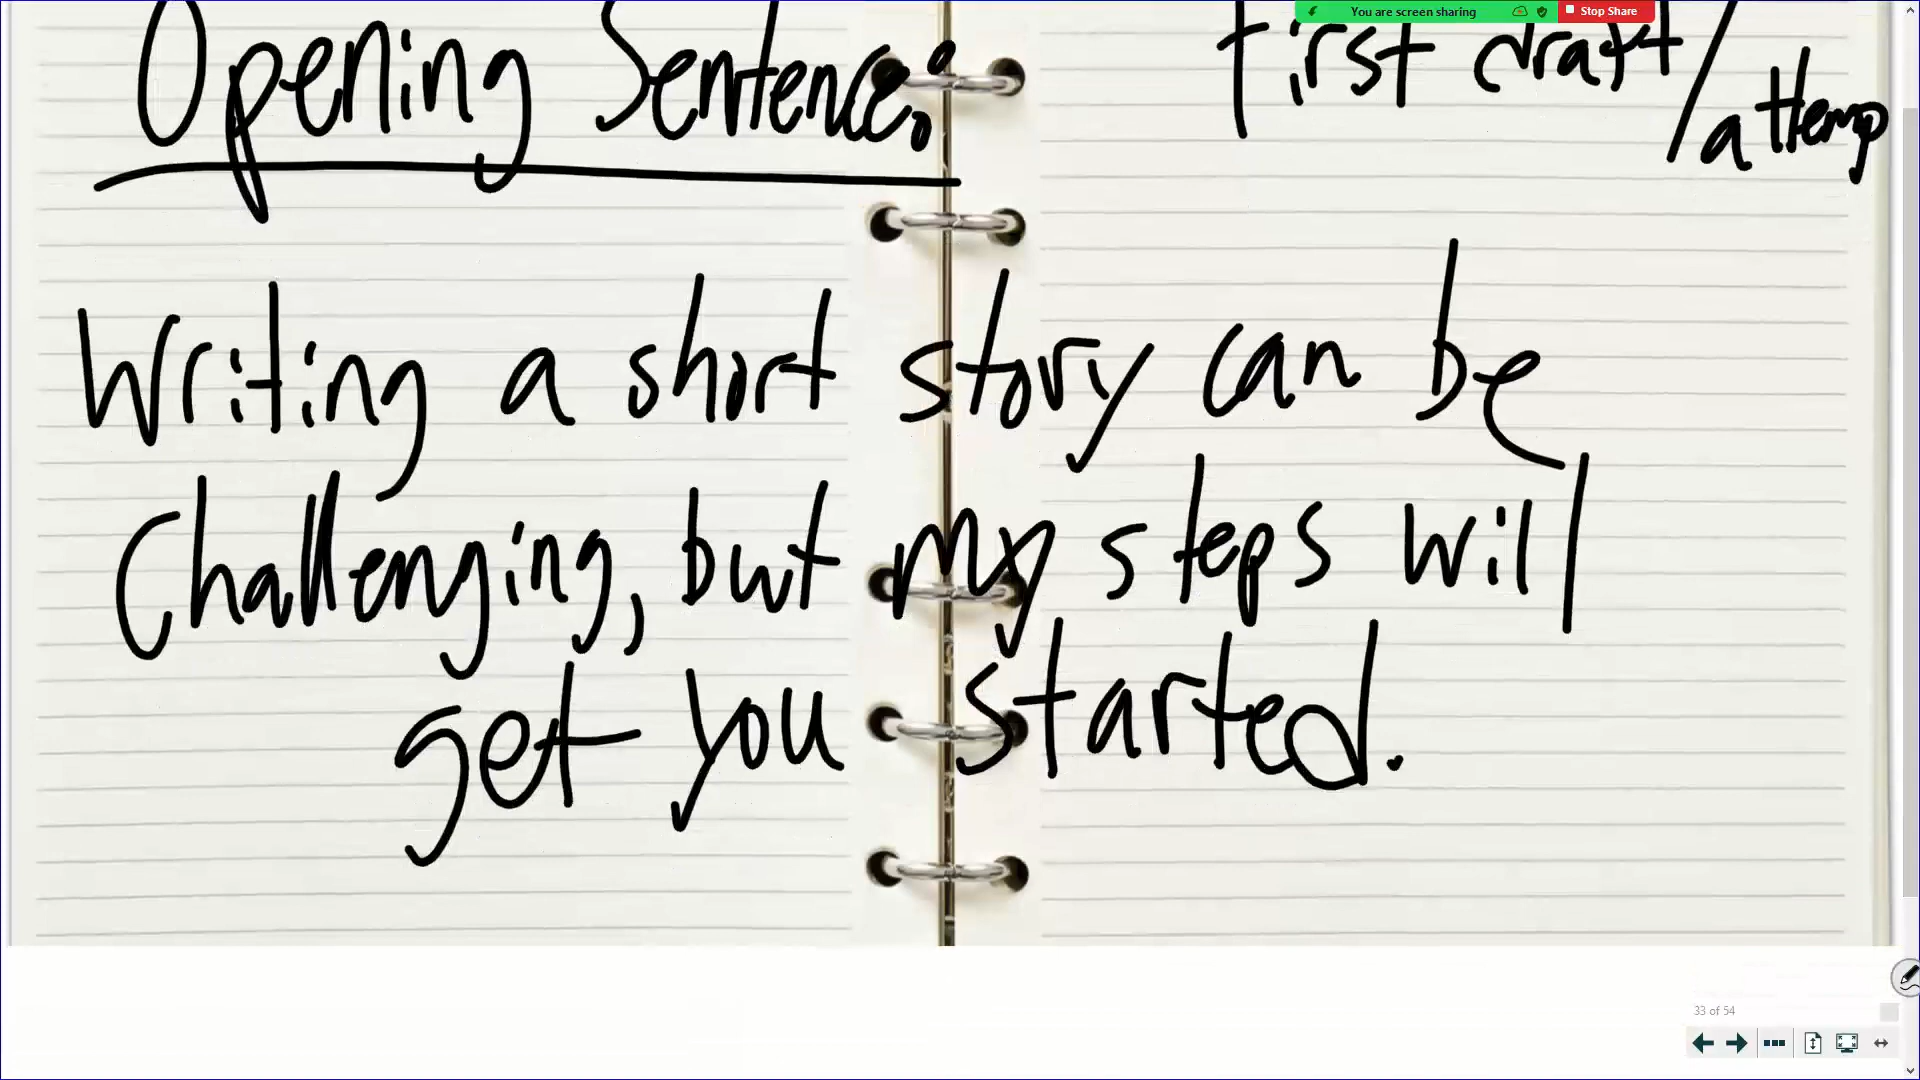 You are screen sharing
Stop Share
Opening Sentence:
First draft/
attemp
Writing a short story can be
challenging, but my steps will
get you started.
33 of 54